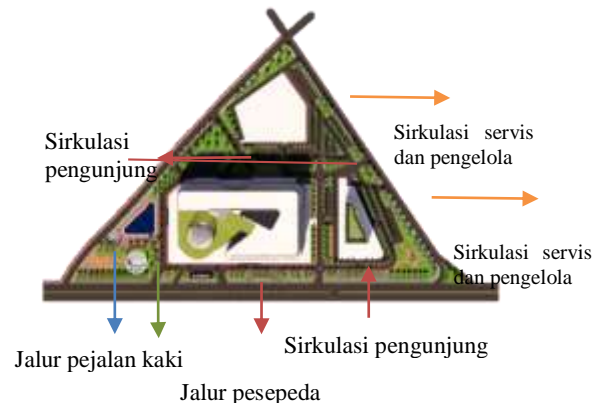 Sirkulasi
pengunjung
Sirkulasi servis
dan pengelola
Sirkulasi servis
dan pengelola
Sirkulasi pengunjung
Jalur pejalan kaki
Jalur pesepeda